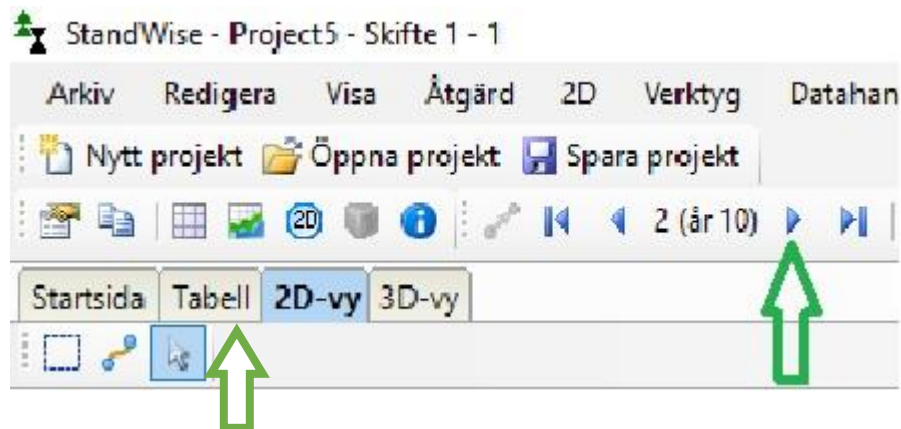 StandWise - Project5 - Skifte 1 - 1
Arkiv Redigera Visa Åtgärd 2D Verktyg Datahan
Nytt projekt Öppna projekt Spara projekt
2D 2 (år 10)
Startsida Tabell 2D-vy 3D-vy